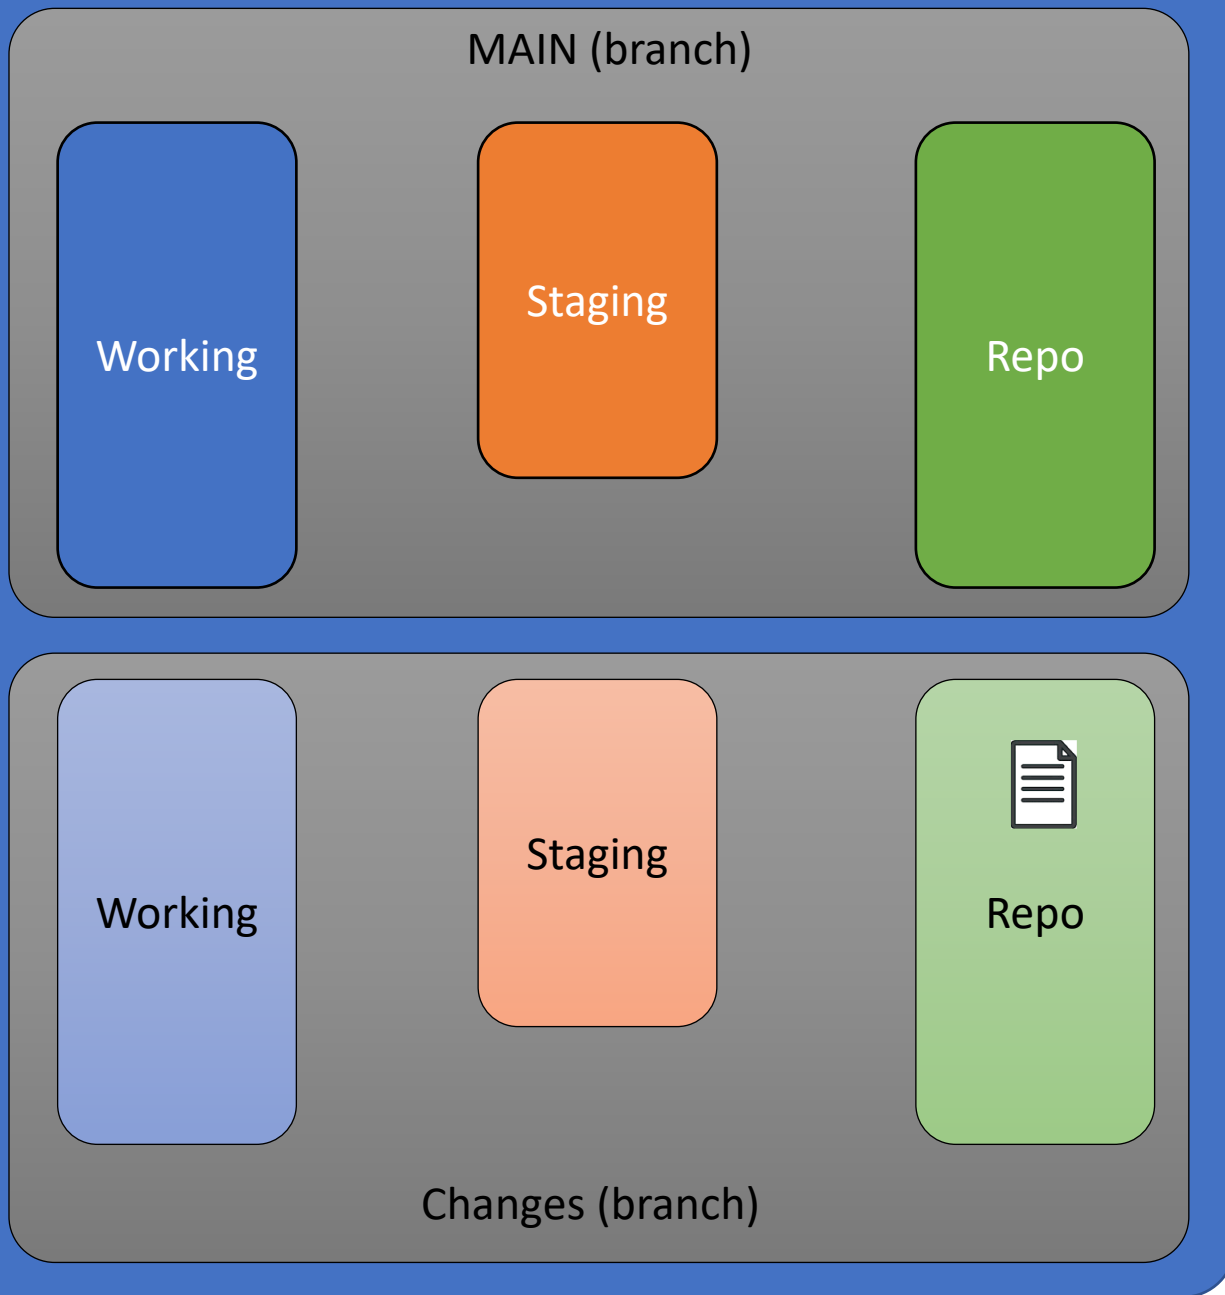 MAIN (branch)
Working
Staging
Repo
Working
Staging
Repo
Changes (branch)